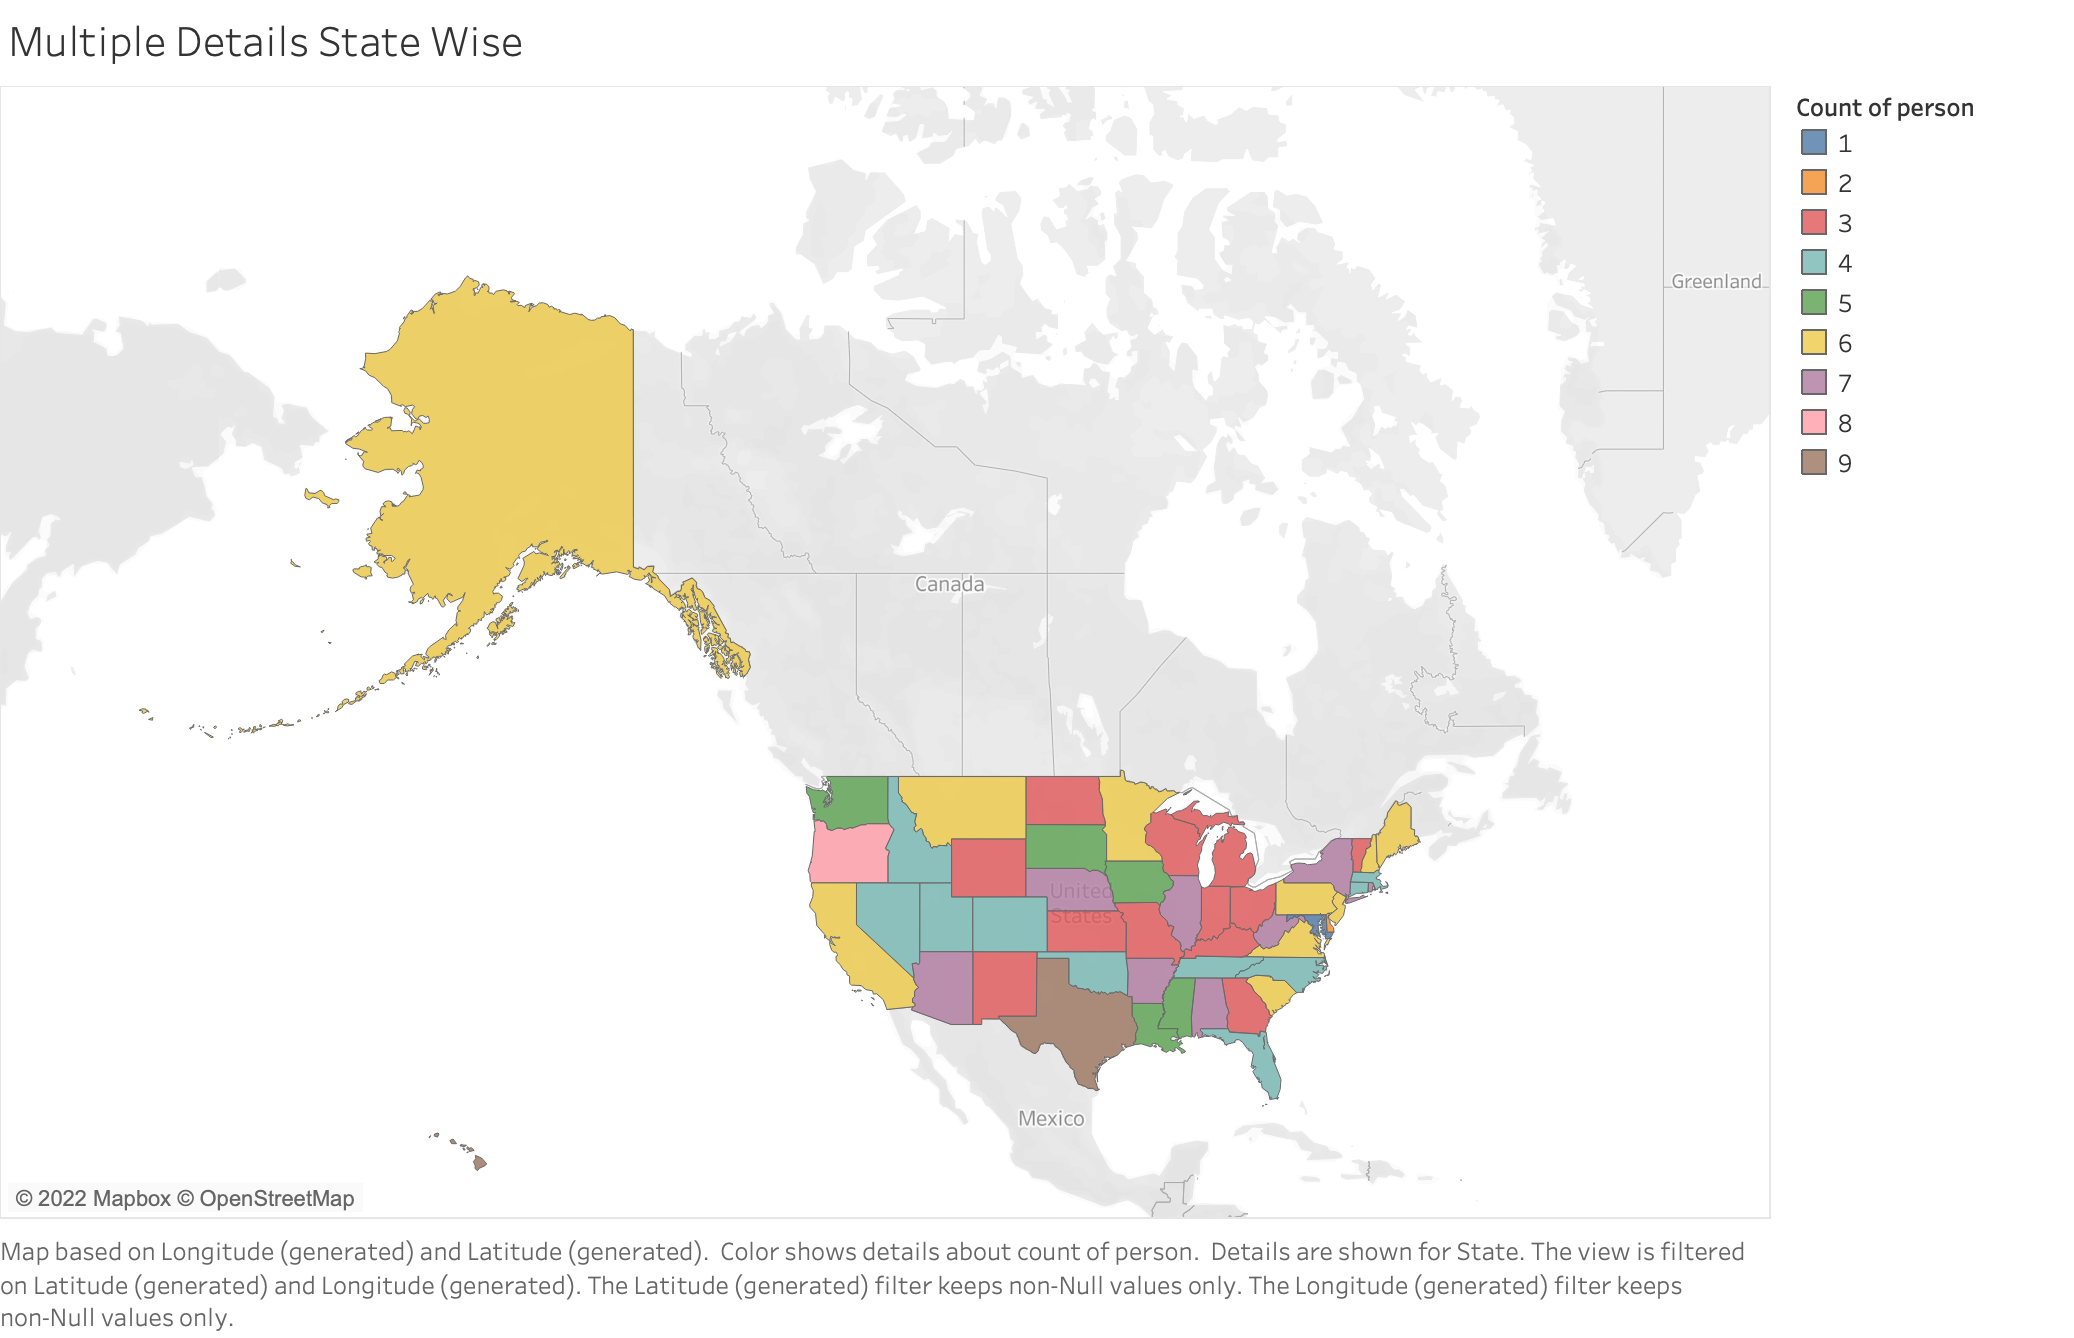 Multiple Details State Wise
Count of person
1
2
3
4
5
6
7
8
9
Greenland
Canada
United
States
Mexico
© 2022 Mapbox © OpenStreetMap
Map based on Longitude (generated) and Latitude (generated).  Color shows details about count of person.  Details are shown for State. The view is filtered
on Latitude (generated) and Longitude (generated). The Latitude (generated) filter keeps non-Null values only. The Longitude (generated) filter keeps
non-Null values only.